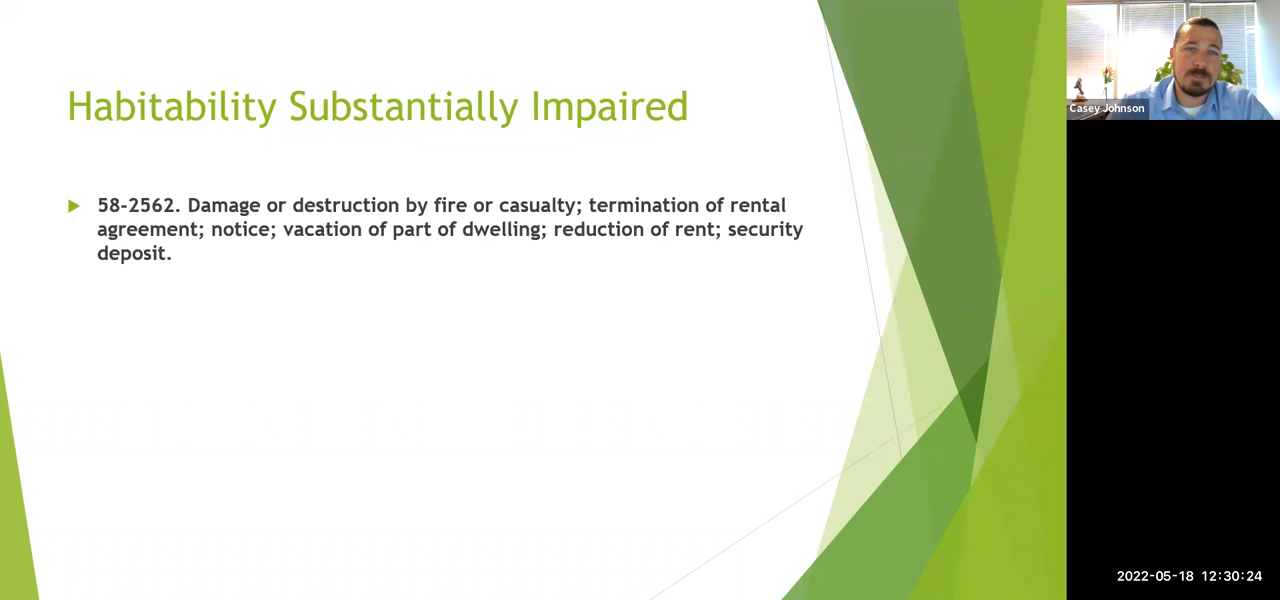 Habitability Substantially Impaired
58-2562. Damage or destruction by fire or casualty; termination of rental
agreement; notice; vacation of part of dwelling; reduction of rent; security
deposit.
Casey Johnson
2022-05-18 12:30:24